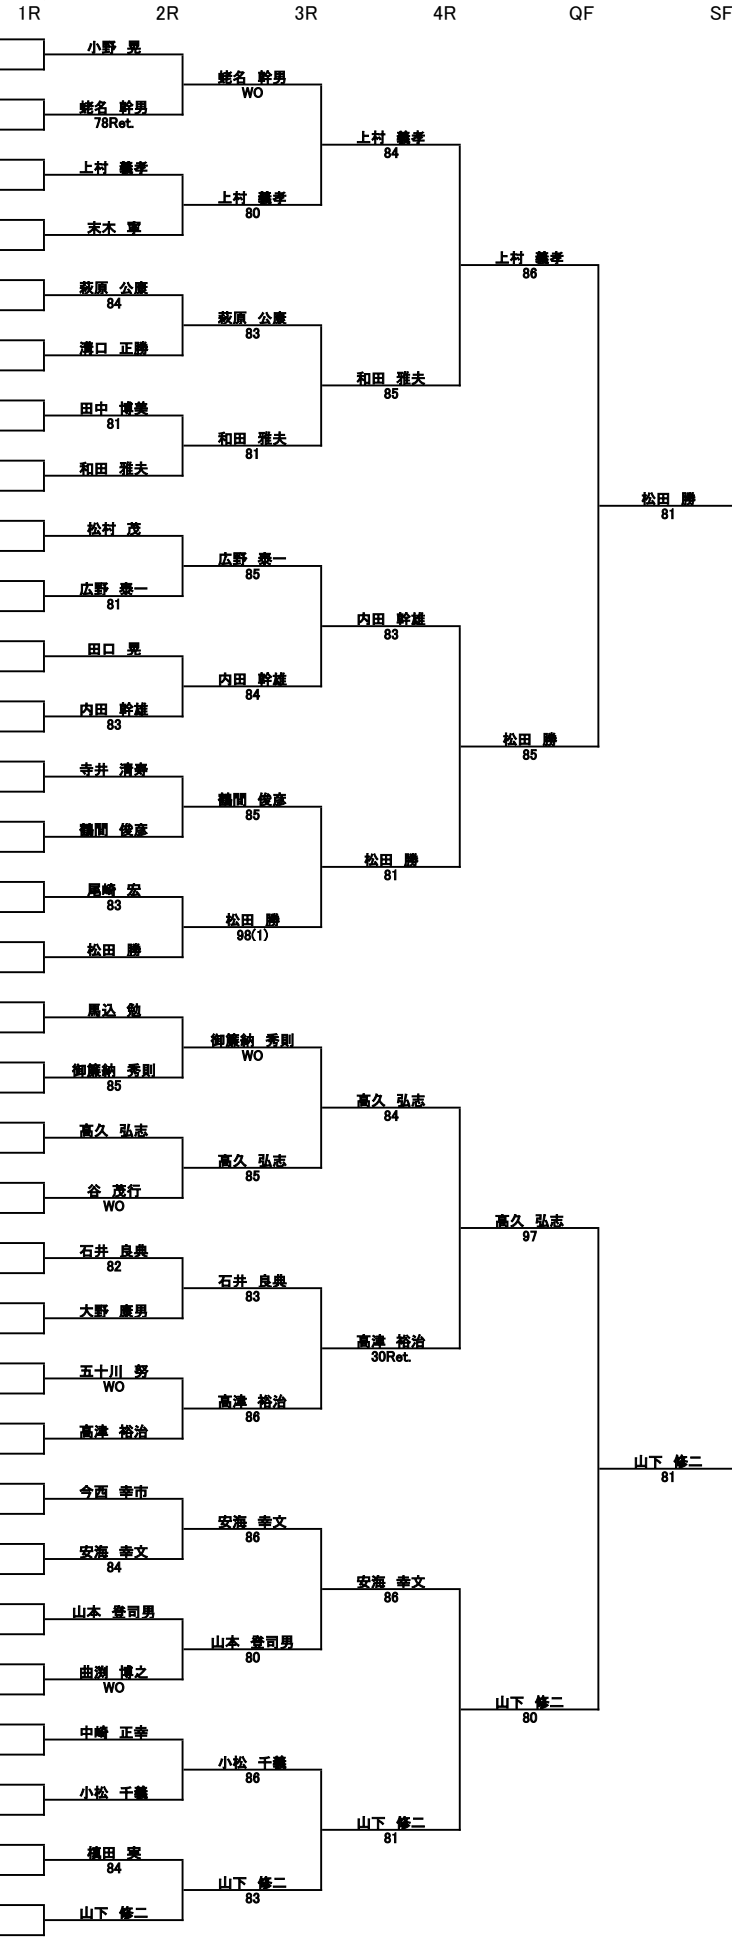 1R 2R 3R 4R QF SF
小野 晃
蛯名 幹男
WO
蛯名 幹男
78Ret.
上村 義孝
84
上村 義孝
上村 義孝
80
末木 寧
上村 義孝
86
萩原 公康
84
萩原 公康
83
溝口 正勝
和田 雅夫
85
田中 博美
81
和田 雅夫
81
和田 雅夫
松田 勝
81
松村 茂
広野 泰一
85
広野 泰一
81
内田 幹雄
83
田口 晃
内田 幹雄
84
内田 幹雄
83
松田 勝
85
寺井 清寿
鶴間 俊彦
85
鶴間 俊彦
松田 勝
81
尾崎 宏
83
松田 勝
98(1)
松田 勝
馬込 勉
御簾納 秀則
WO
御簾納 秀則
85
高久 弘志
84
高久 弘志
高久 弘志
85
谷 茂行
WO
高久 弘志
97
石井 良典
82
石井 良典
83
大野 康男
高津 裕治
30Ret.
五十川 努
WO
高津 裕治
86
高津 裕治
山下 修二
81
今西 幸市
安海 幸文
86
安海 幸文
84
安海 幸文
86
山本 登司男
山本 登司男
80
曲渕 博之
WO
山下 修二
80
中崎 正幸
小松 千義
86
小松 千義
山下 修二
81
槙田 実
84
山下 修二
83
山下 修二